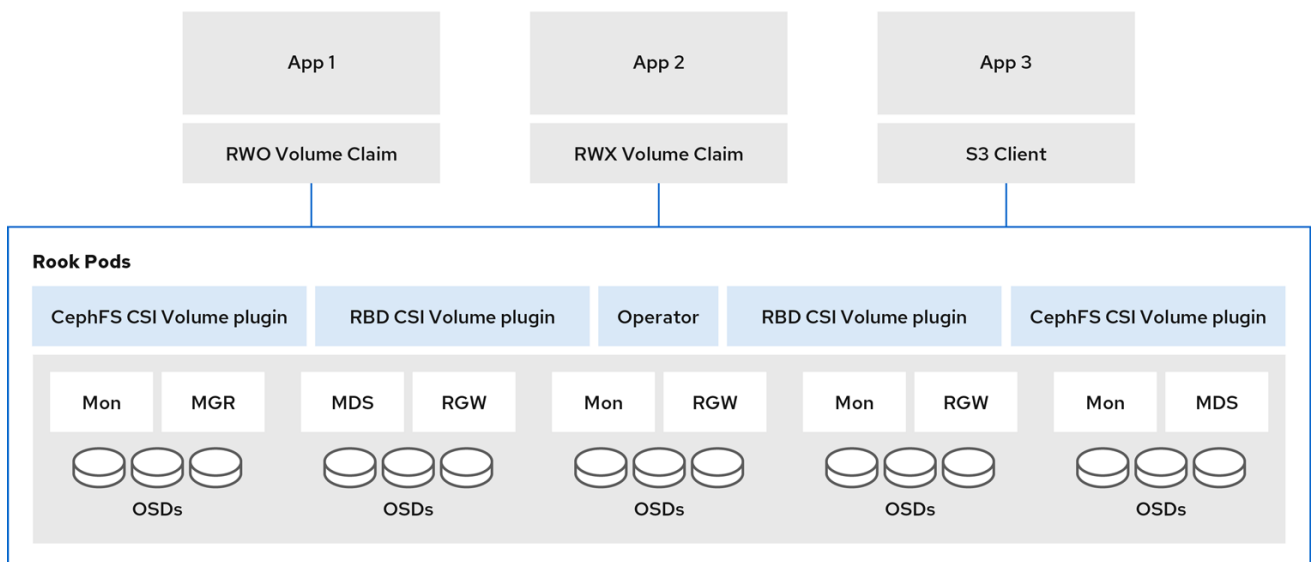 App 1
App 2
App 3
RWO Volume Claim
RWX Volume Claim
S3 Client
Rook Pods
CephFS CSI Volume plugin
RBD CSI Volume plugin
Operator
RBD CSI Volume plugin
CephFS CSI Volume plugin
Mon
MGR
MDS
RGW
Mon
RGW
Mon
RGW
Mon
MDS
OSDs
OSDs
OSDs
OSDs
OSDs